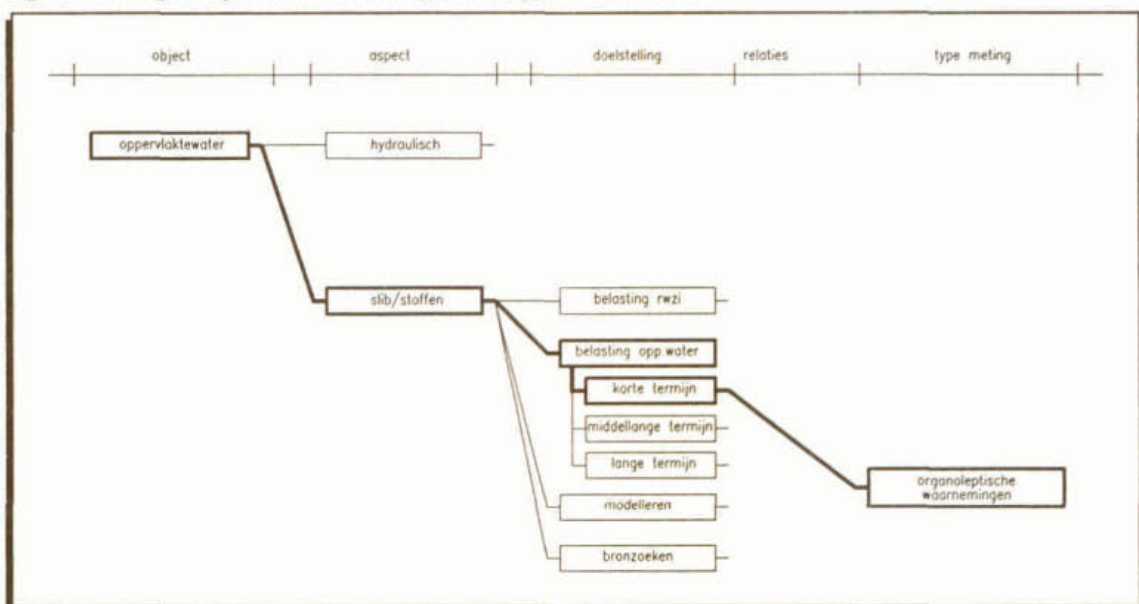 object aspect doelstelling relaties type meting
oppervlaktewater hydraulisch
slib/stoffen belasting rwzi
belasting opp.water
korte termijn
middellange termijn
lange termijn
organoleptische
waarnemingen
modelleren
bronzoeken